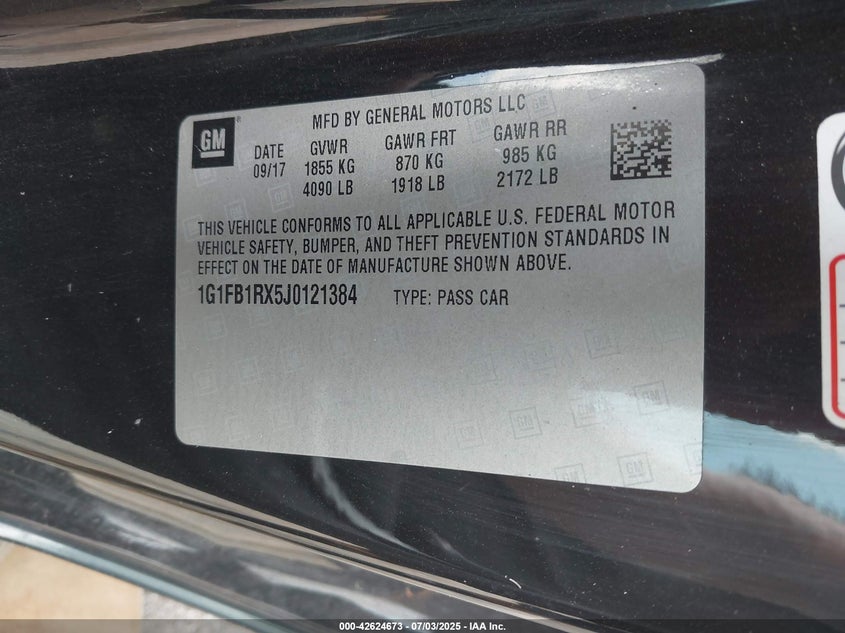 MFD BY GENERAL MOTORS LLC
GM
DATE GVWR GAWR FRT GAWR RR
09/17 1855 KG 870 KG 985 KG
4090 LB 1918 LB 2172 LB
THIS VEHICLE CONFORMS TO ALL APPLICABLE U.S. FEDERAL MOTOR
VEHICLE SAFETY, BUMPER, AND THEFT PREVENTION STANDARDS IN
EFFECT ON THE DATE OF MANUFACTURE SHOWN ABOVE.
1G1FB1RX5J0121384 TYPE: PASS CAR
GM
GM
000-42624673 - 07/03/2025 - IAA Inc.